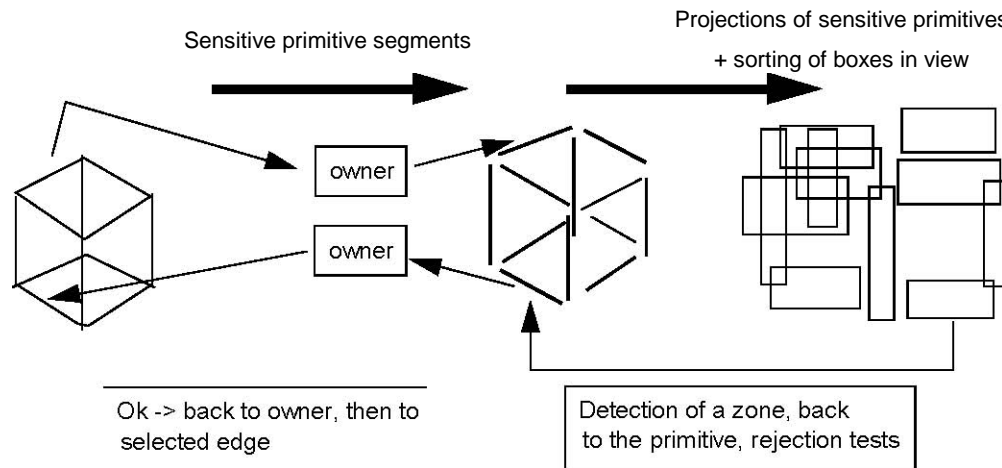 Sensitive primitive segments
Projections of sensitive primitives
+ sorting of boxes in view
owner
owner
Ok -> back to owner, then to
selected edge
Detection of a zone, back
to the primitive, rejection tests